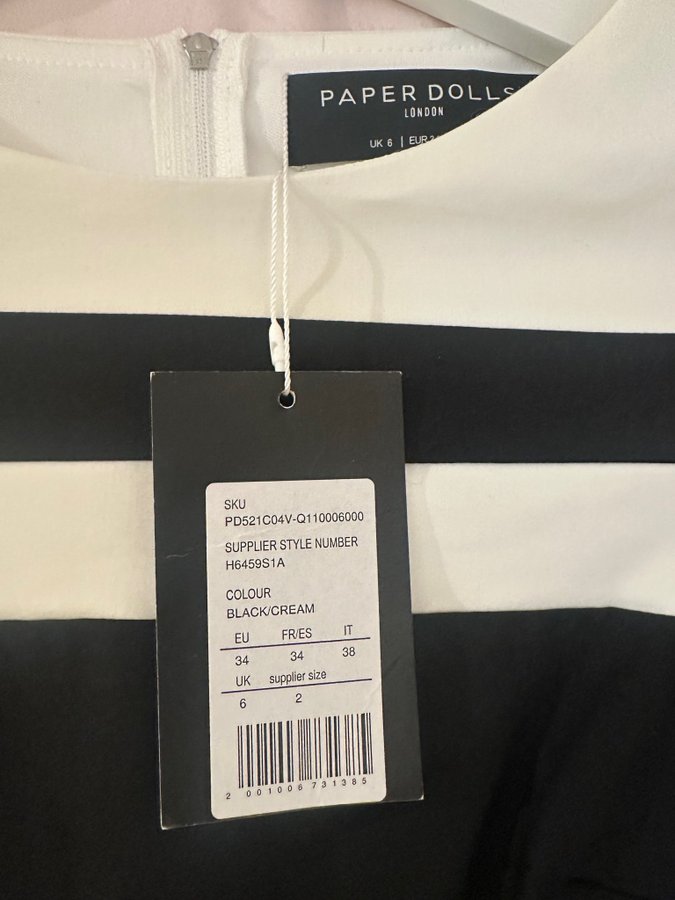 PAPER DOLLS
LONDON
UK 6 | EUR
SKU
PD521C04V-Q110006000
SUPPLIER STYLE NUMBER
H6459S1A
COLOUR
BLACK/CREAM
EU FR/ES IT
34 34 38
UK supplier size
6 2
2 001006 731385